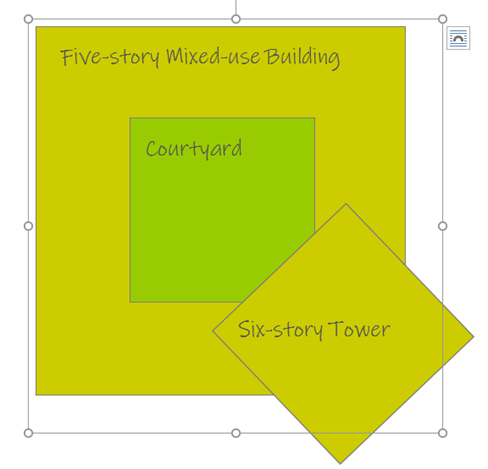 Five-story Mixed-use Building
Courtyard
Six-story Tower